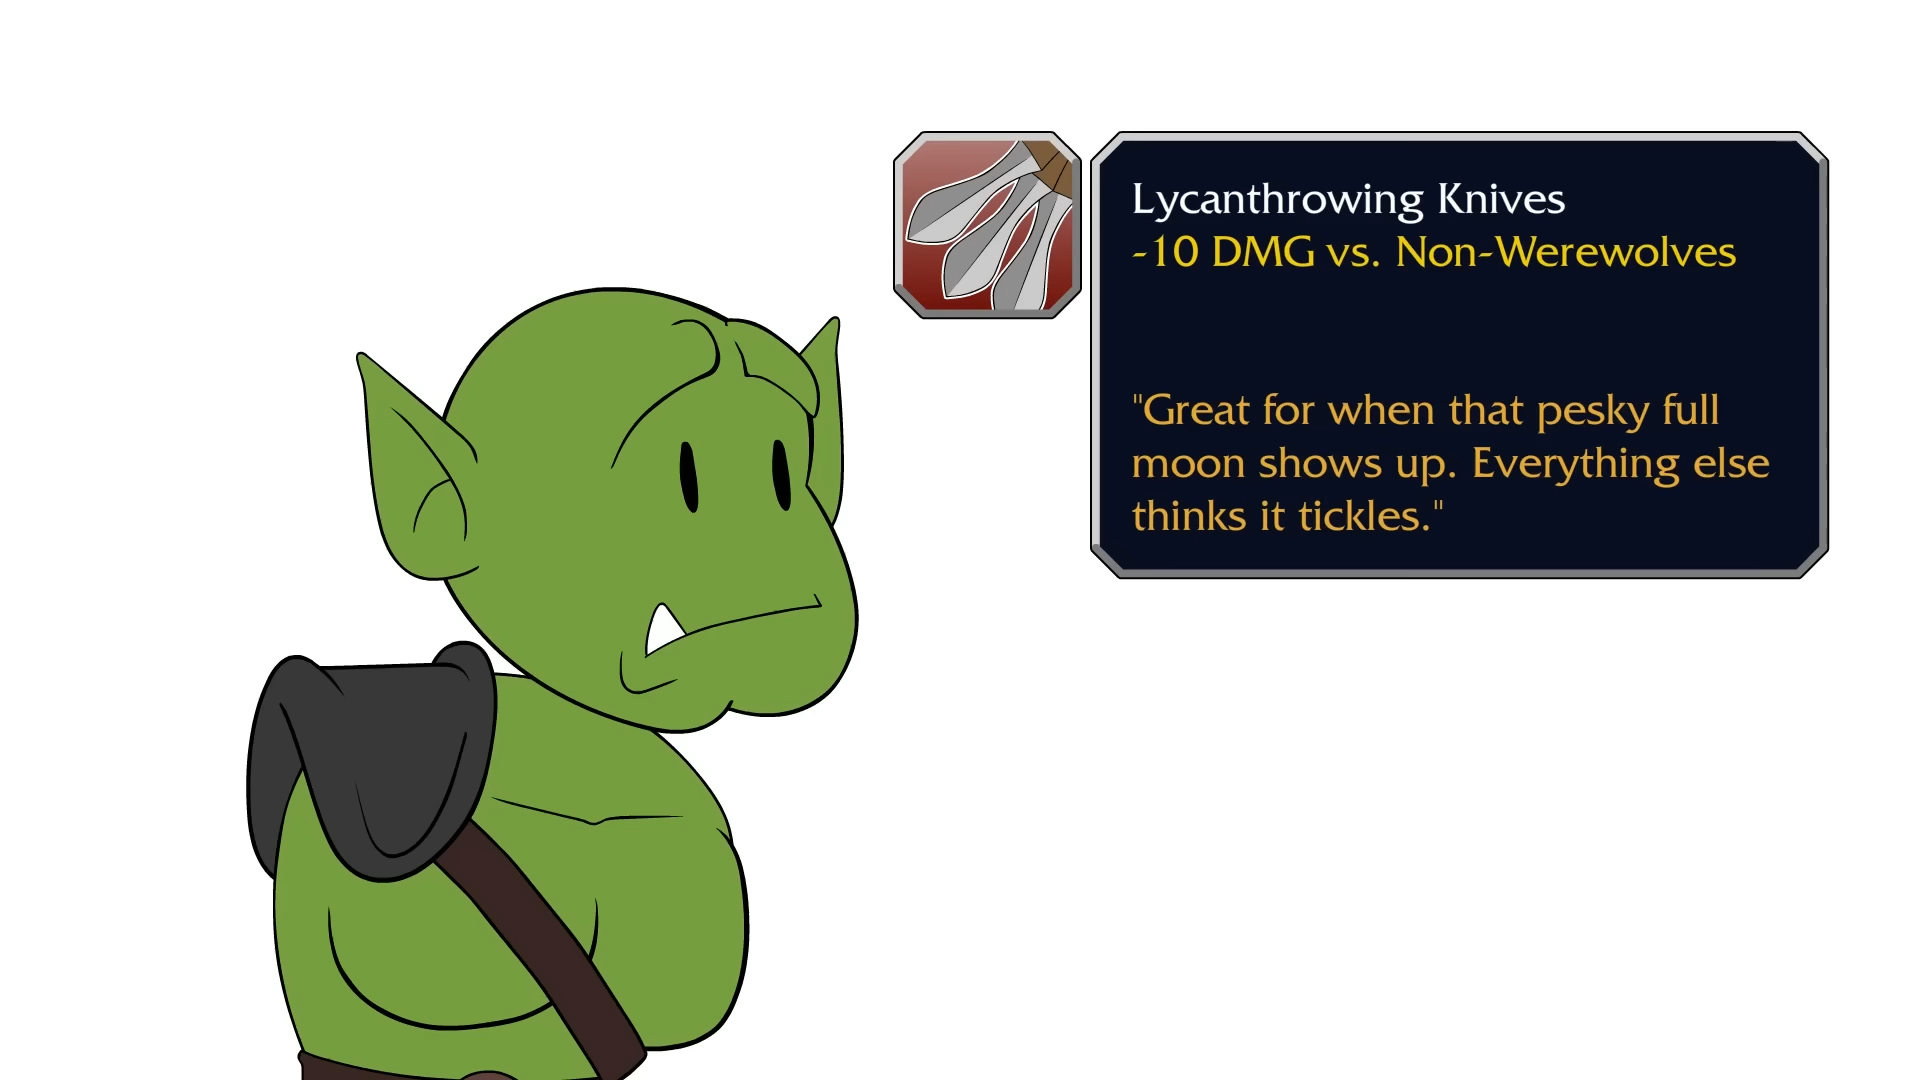 Lycanthrowing Knives
-10 DMG vs. Non-Werewolves
"Great for when that pesky full
moon shows up. Everything else
thinks it tickles."